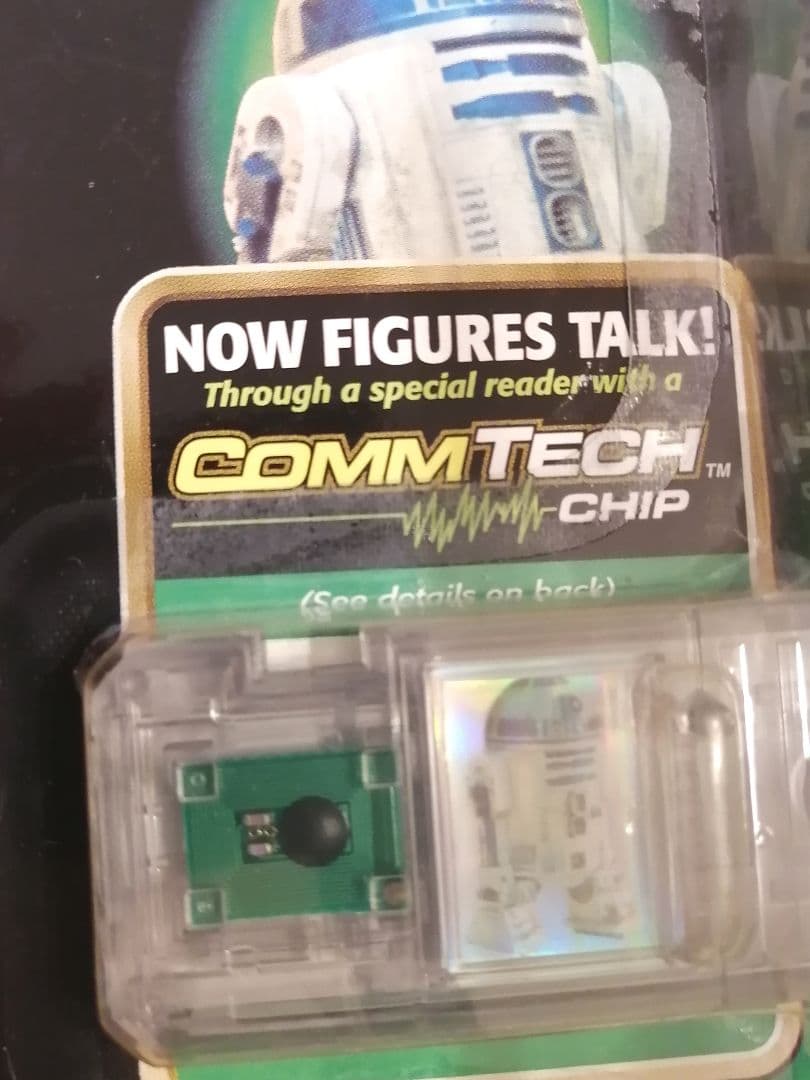 NOW FIGURES TALK!
Through a special reader with a
COMMTECH™
CHIP
(See details on back)